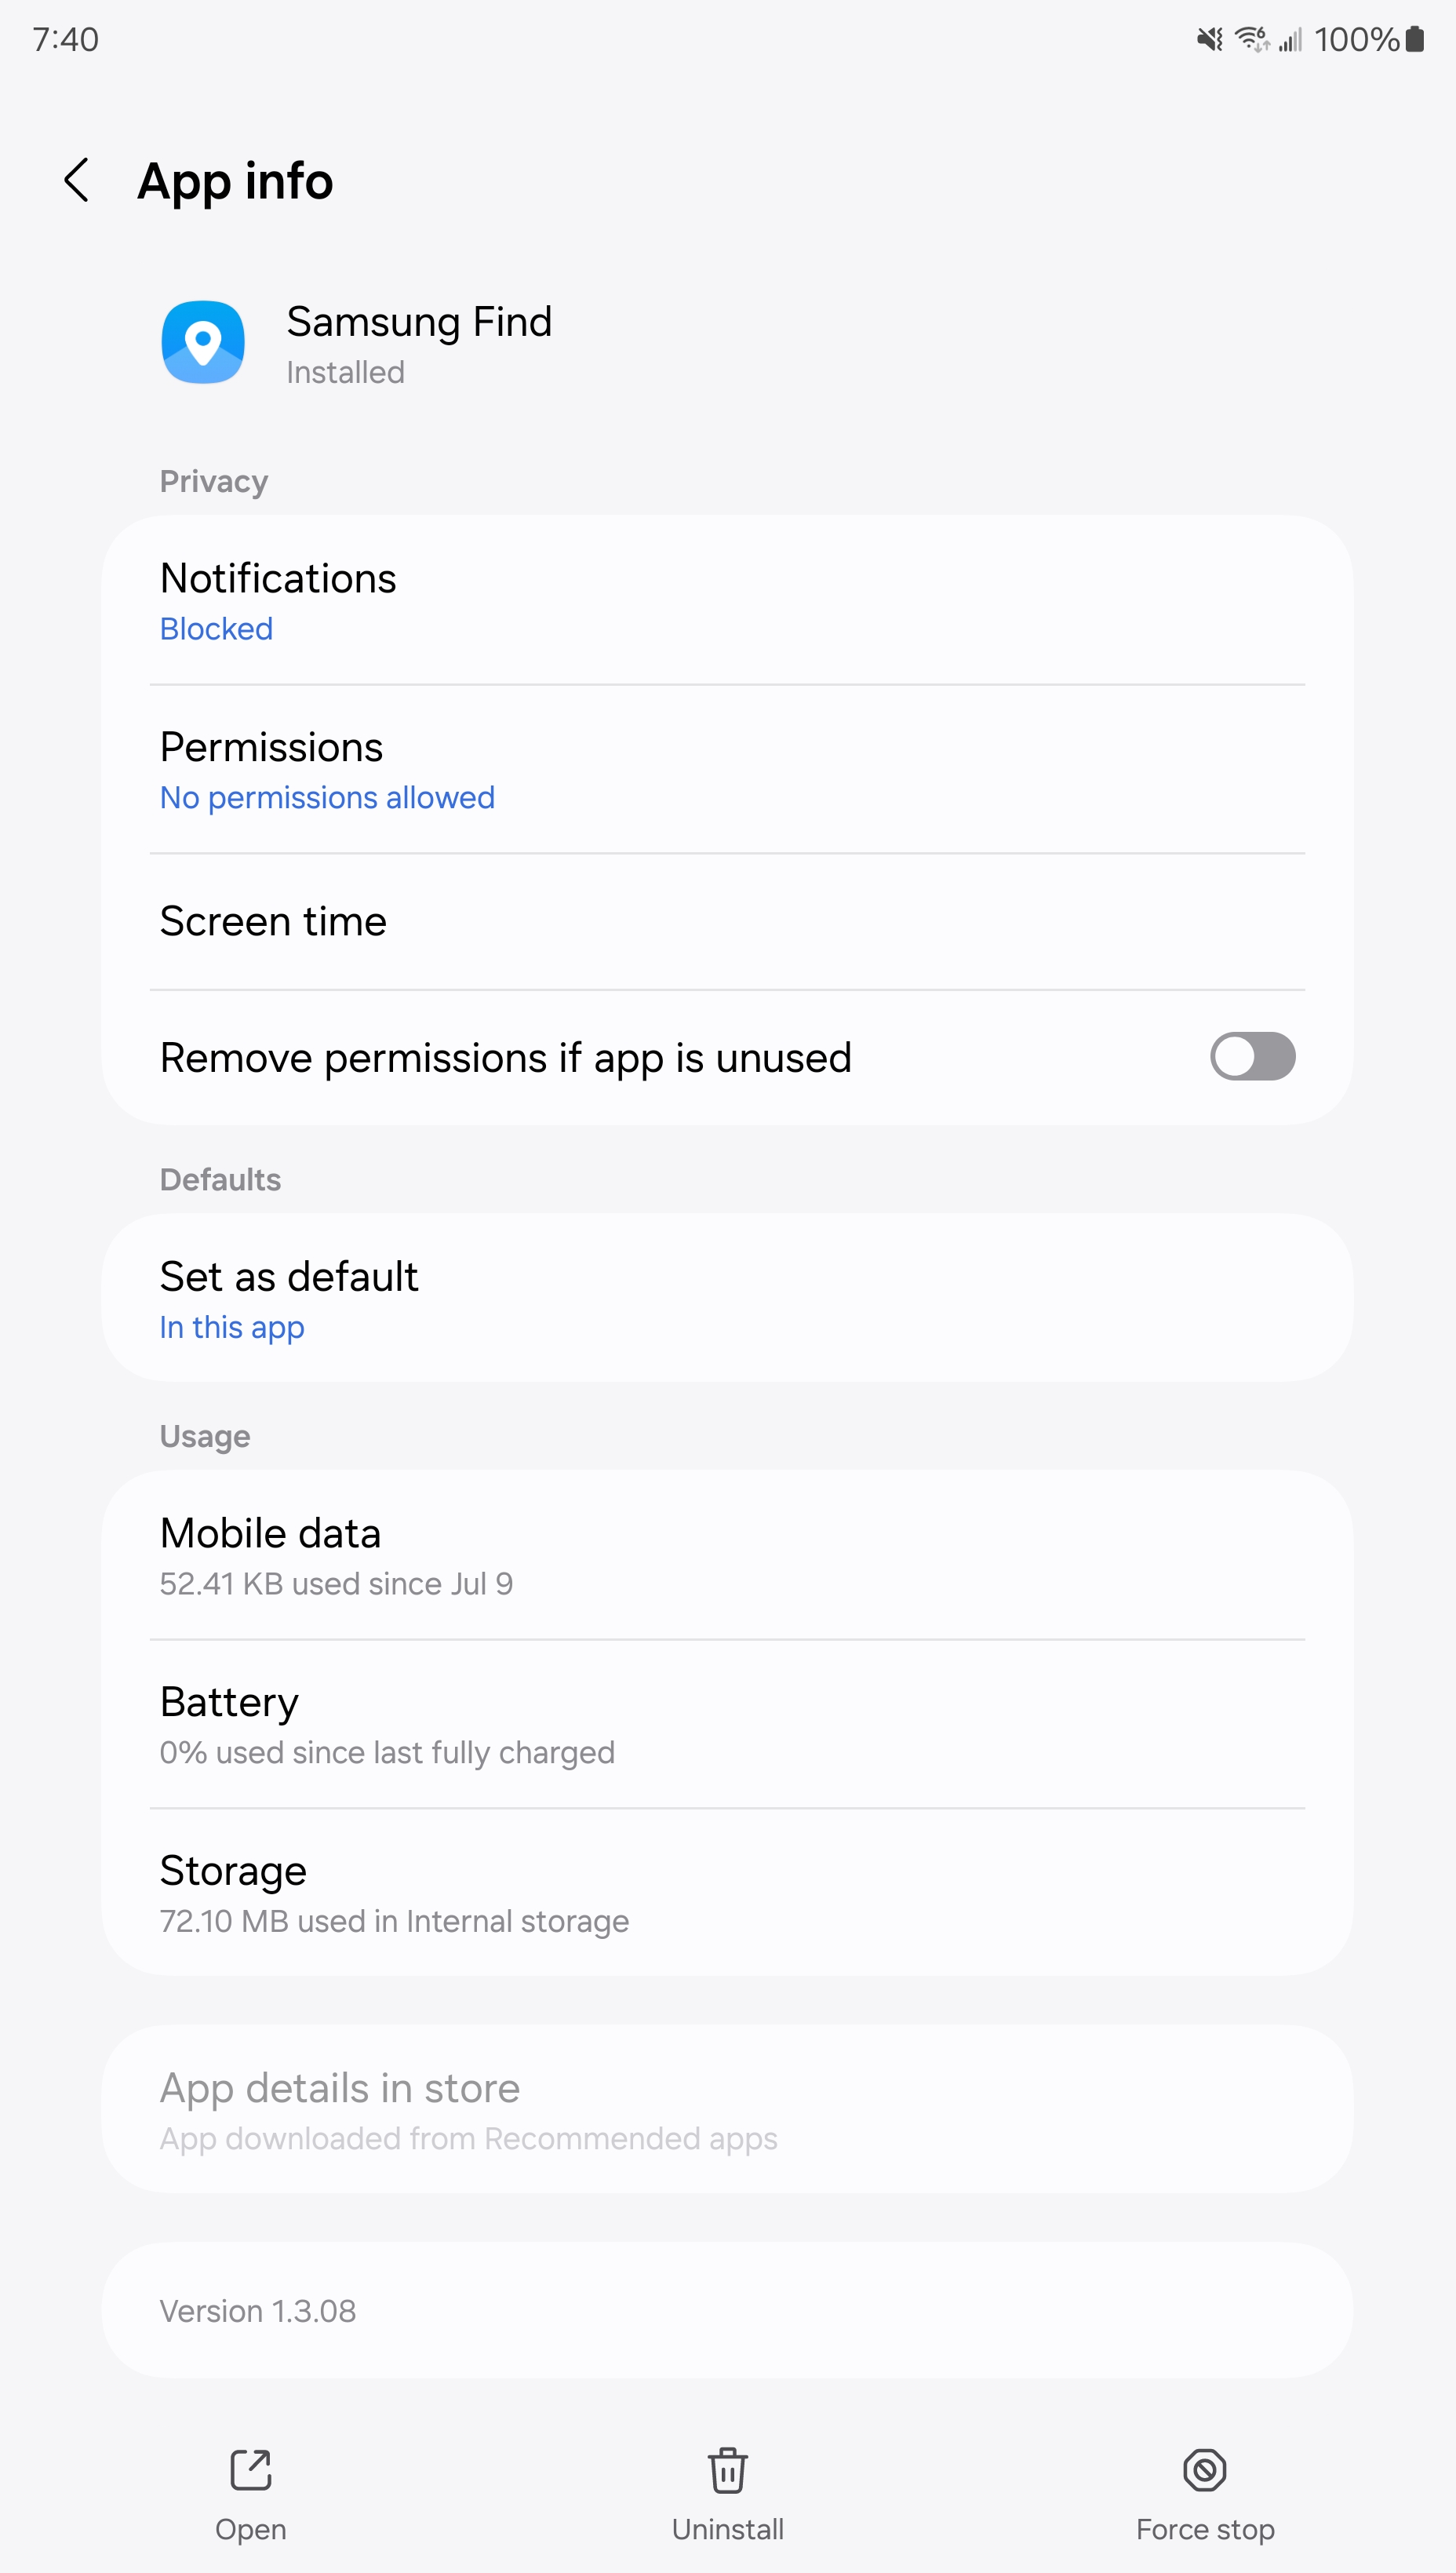 7:40
6 100%
App info
Samsung Find
Installed
Privacy
Notifications
Blocked
Permissions
No permissions allowed
Screen time
Remove permissions if app is unused
Defaults
Set as default
In this app
Usage
Mobile data
52.41 KB used since Jul 9
Battery
0% used since last fully charged
Storage
72.10 MB used in Internal storage
App details in store
App downloaded from Recommended apps
Version 1.3.08
Open
Uninstall
Force stop